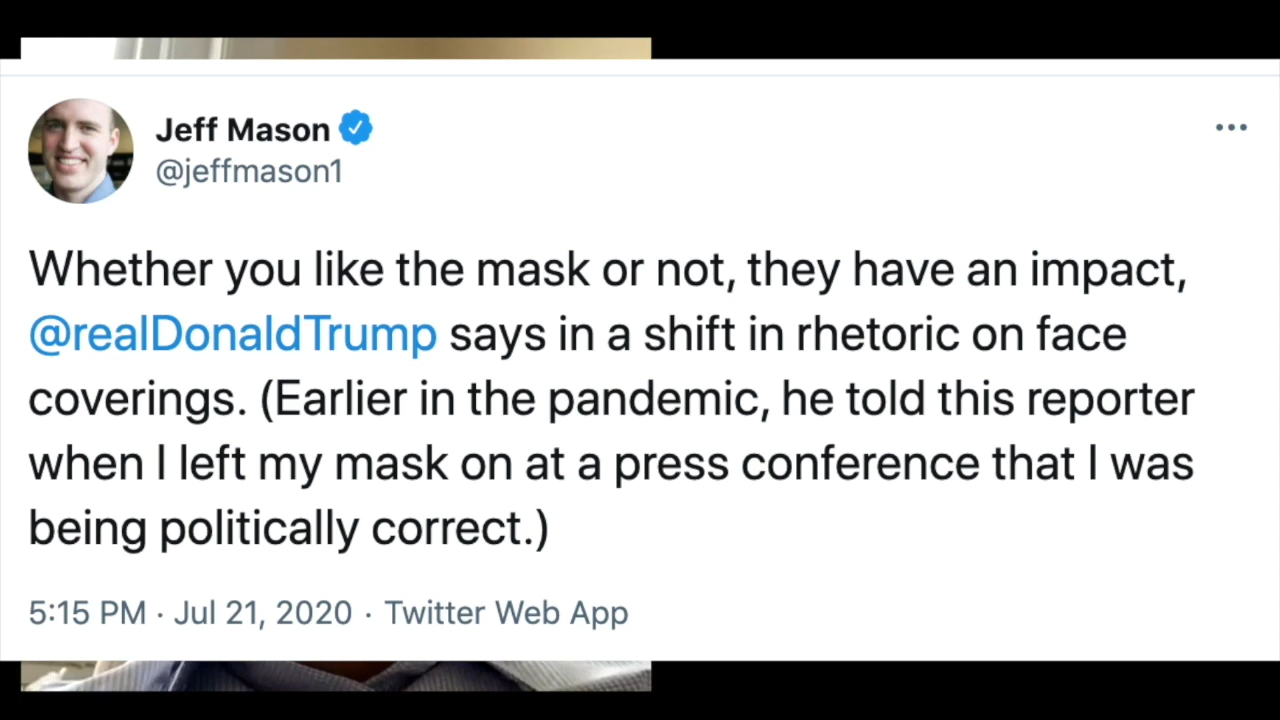 Jeff Mason
@jeffmason1
Whether you like the mask or not, they have an impact,
@realDonaldTrump says in a shift in rhetoric on face
coverings. (Earlier in the pandemic, he told this reporter
when I left my mask on at a press conference that I was
being politically correct.)
5:15 PM · Jul 21, 2020 · Twitter Web App